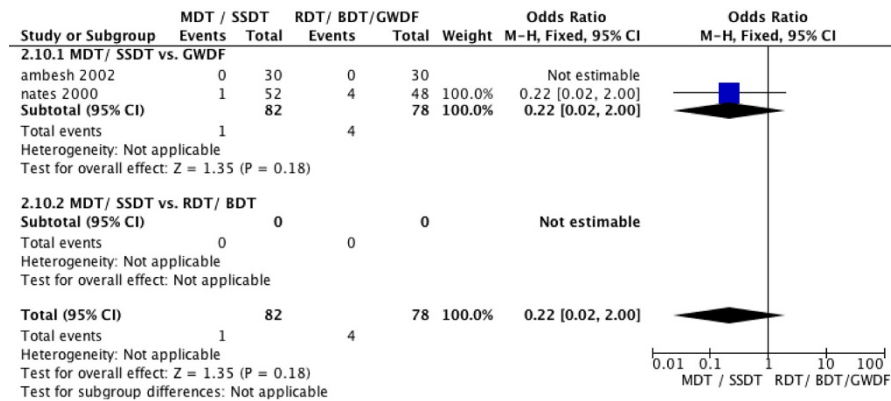 MDT / SSDT RDT/ BDT/GWDF Odds Ratio Odds Ratio
Study or Subgroup Events Total Events Total Weight M-H, Fixed, 95% CI M-H, Fixed, 95% CI
2.10.1 MDT/ SSDT vs. GWDF
ambesh 2002 0 30 0 30 Not estimable
nates 2000 1 52 4 48 100.0% 0.22 [0.02, 2.00]
Subtotal (95% CI) 82 78 100.0% 0.22 [0.02, 2.00]
Total events 1 4
Heterogeneity: Not applicable
Test for overall effect: Z = 1.35 (P = 0.18)
2.10.2 MDT/ SSDT vs. RDT/ BDT
Subtotal (95% CI) 0 0 Not estimable
Total events 0 0
Heterogeneity: Not applicable
Test for overall effect: Not applicable
Total (95% CI) 82 78 100.0% 0.22 [0.02, 2.00]
Total events 1 4
Heterogeneity: Not applicable
Test for overall effect: Z = 1.35 (P = 0.18)
Test for subgroup differences: Not applicable
0.01 0.1 1 10 100
MDT / SSDT RDT/ BDT/GWDF